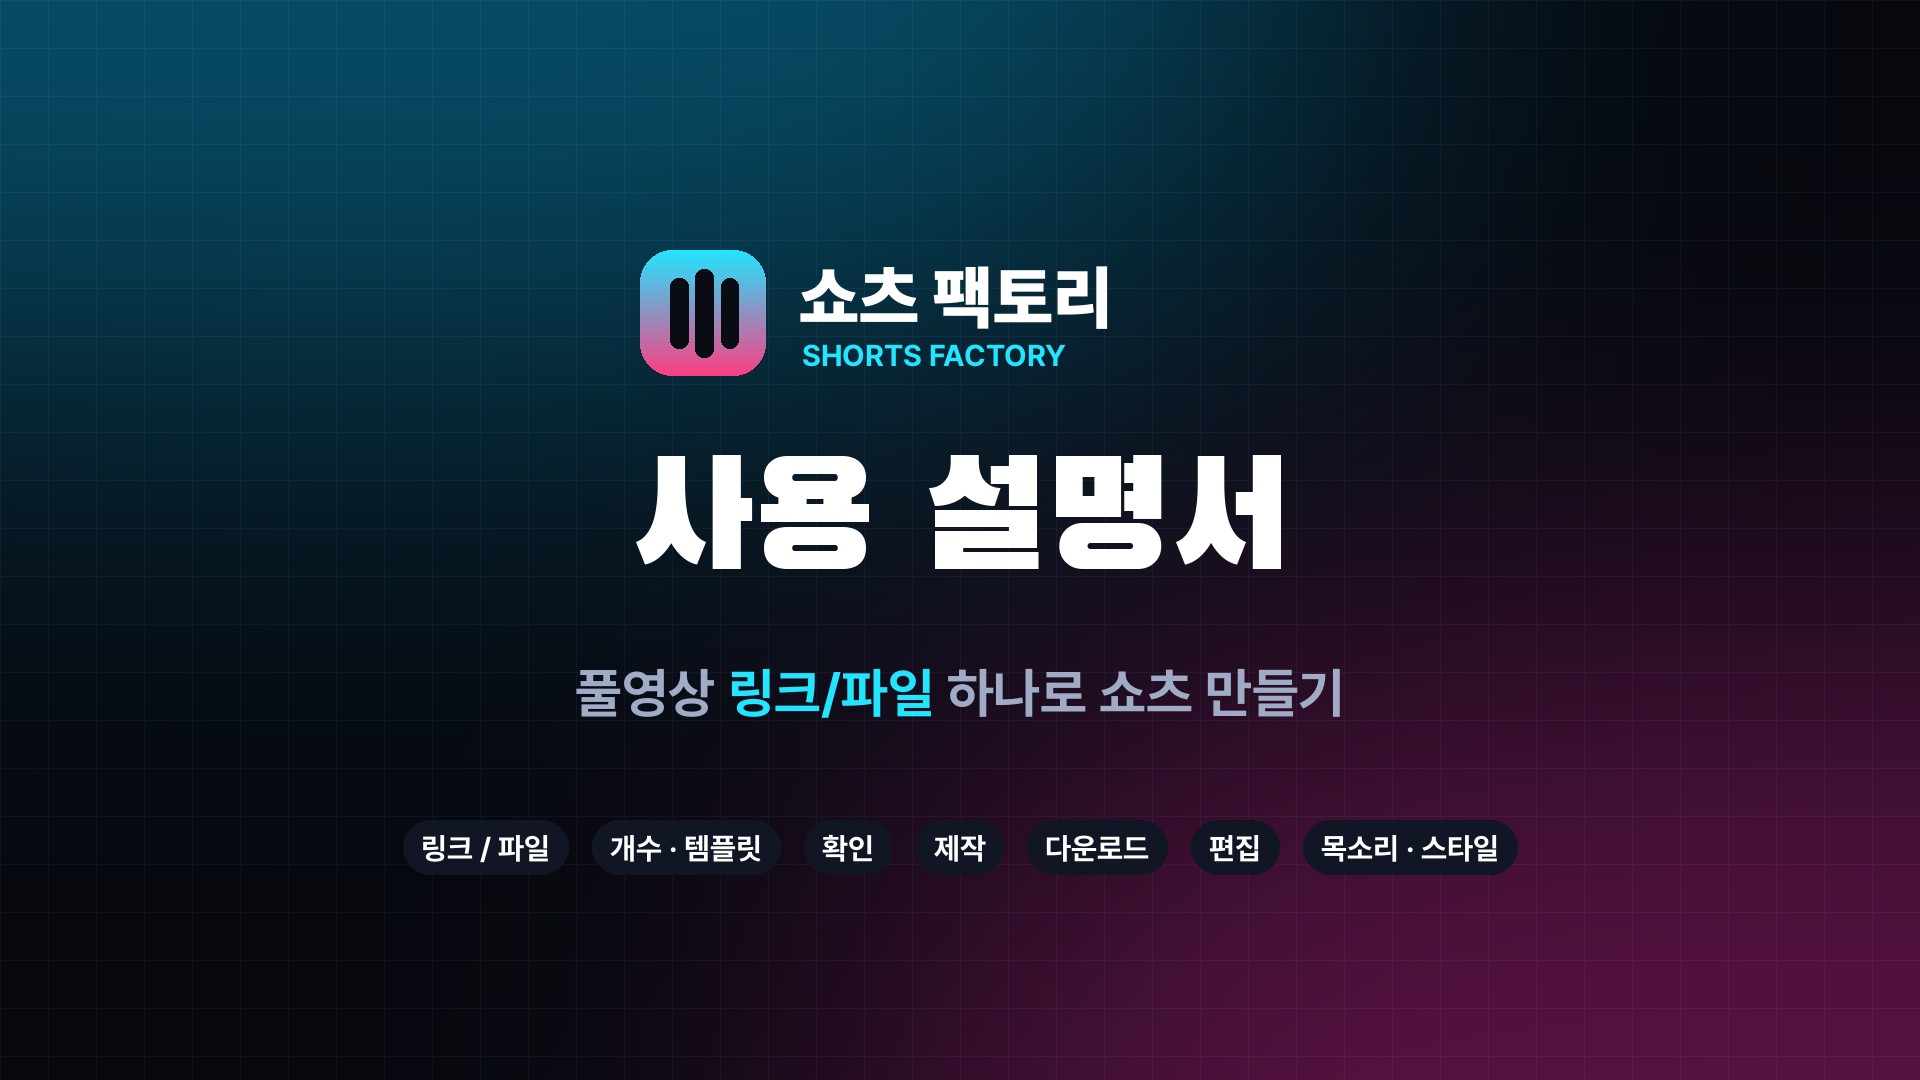 쇼츠 팩토리
SHORTS FACTORY
사용 설명서
풀영상 링크/파일 하나로 쇼츠 만들기
링크 / 파일
개수 · 템플릿
확인
제작
다운로드
편집
목소리 · 스타일